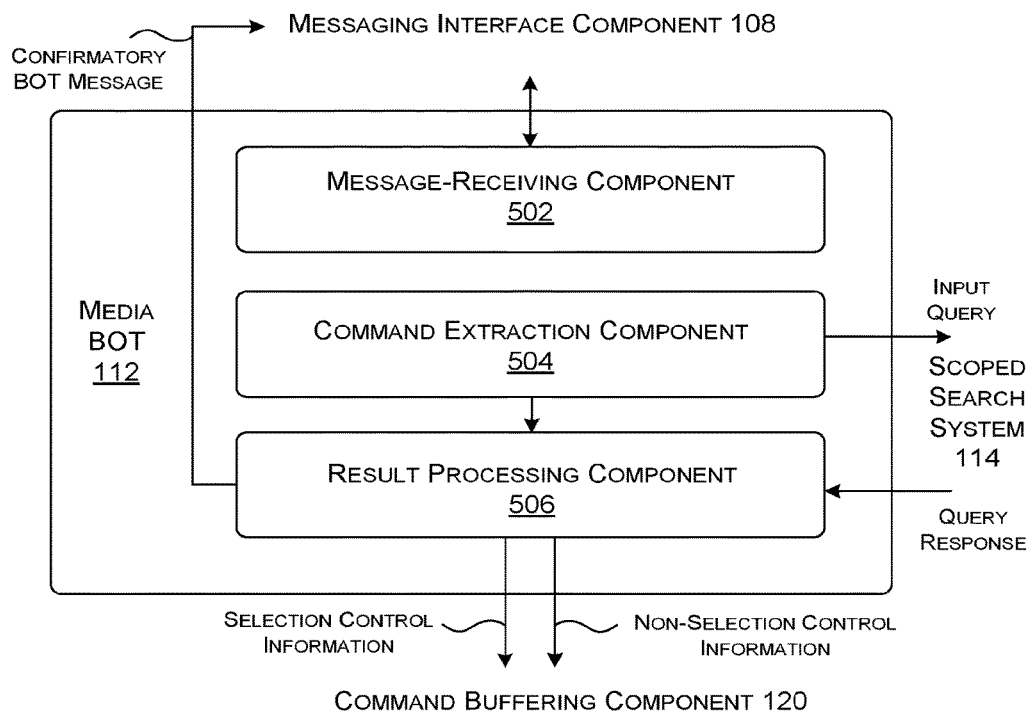 MESSAGING INTERFACE COMPONENT 108
CONFIRMATORY
BOT MESSAGE
MESSAGE-RECEIVING COMPONENT
502
MEDIA
BOT
112
COMMAND EXTRACTION COMPONENT
504
INPUT
QUERY
SCOPED
SEARCH
SYSTEM
114
RESULT PROCESSING COMPONENT
506
QUERY
RESPONSE
SELECTION CONTROL
INFORMATION
NON-SELECTION CONTROL
INFORMATION
COMMAND BUFFERING COMPONENT 120